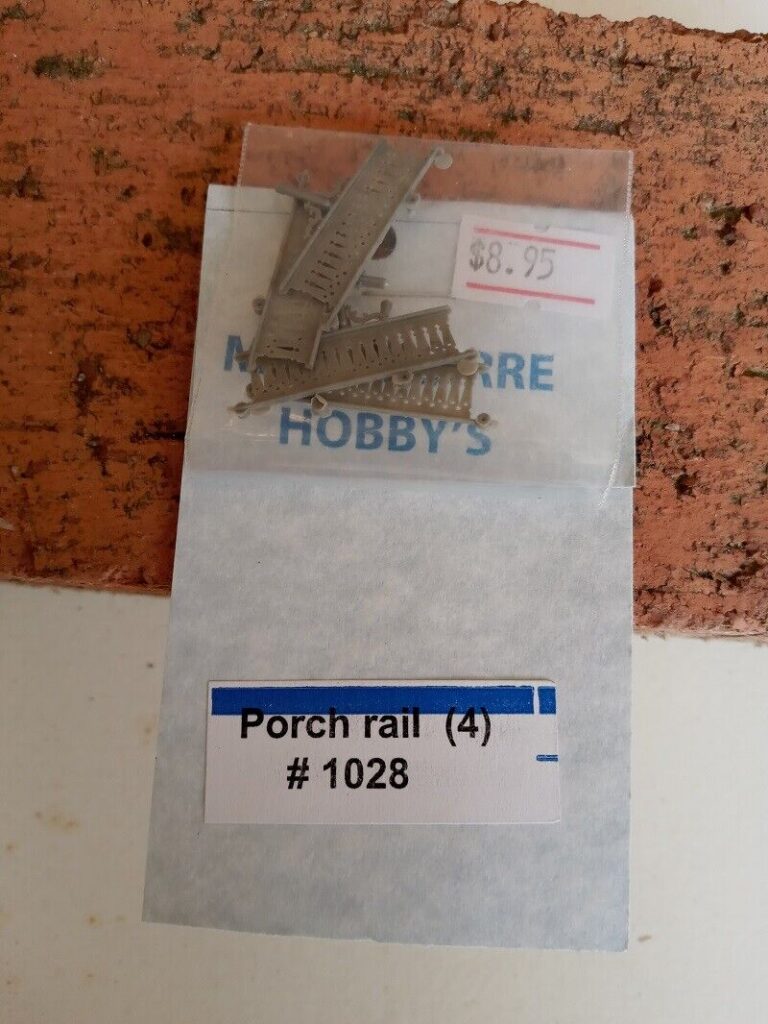 $8.95
HOBBY'S
Porch rail (4)
# 1028